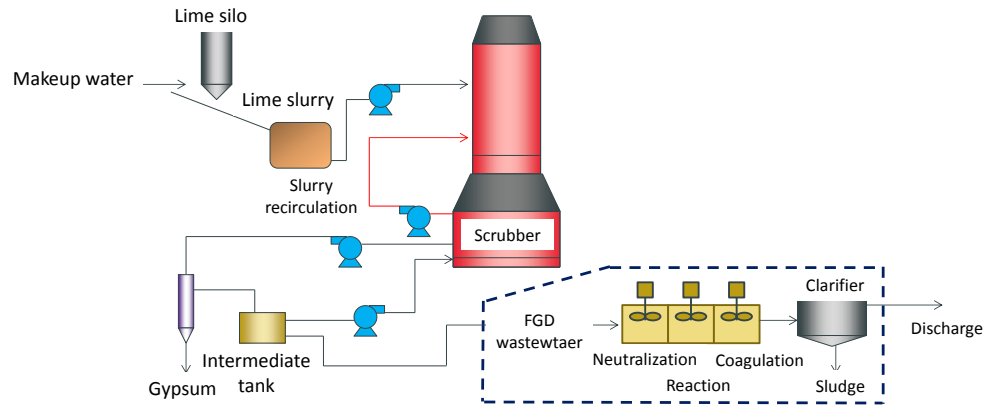 Lime silo
Makeup water
Lime slurry
Slurry
recirculation
Scrubber
Clarifier
FGD
wastewtaer
Discharge
Neutralization
Coagulation
Intermediate
tank
Reaction
Sludge
Gypsum